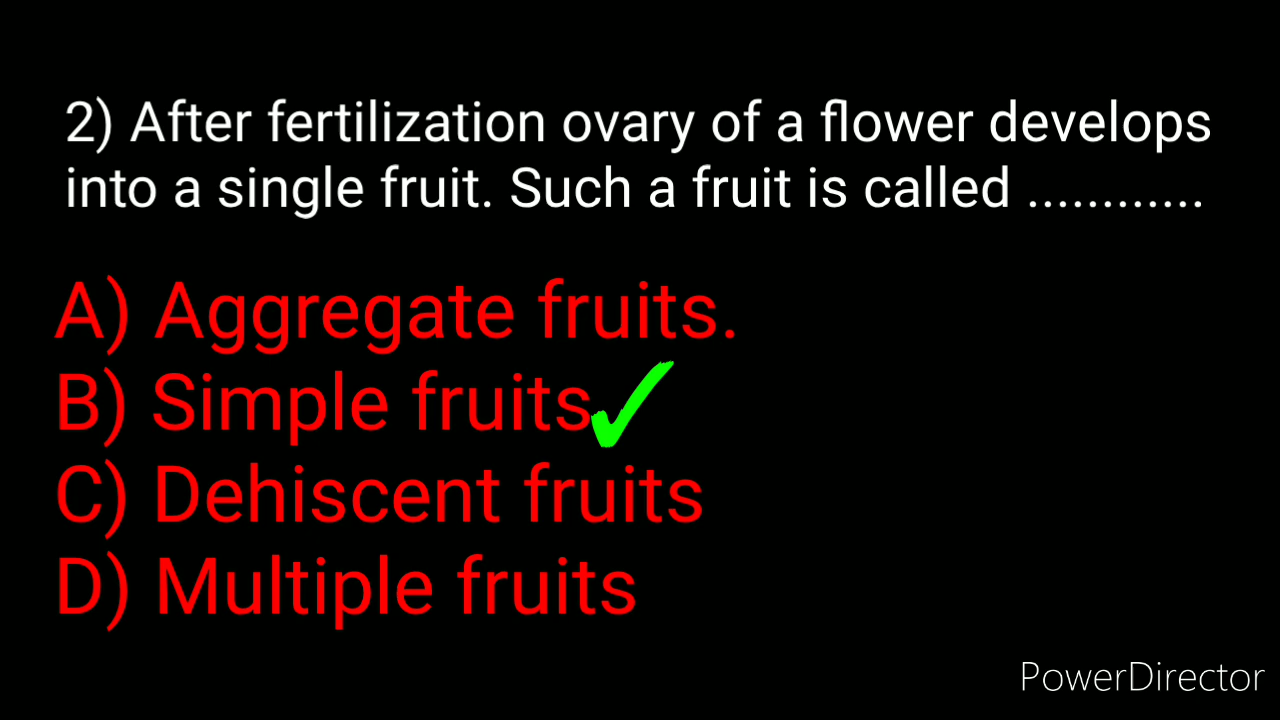 2) After fertilization ovary of a flower develops
into a single fruit. Such a fruit is called ............
A) Aggregate fruits.
B) Simple fruits
C) Dehiscent fruits
D) Multiple fruits
PowerDirector